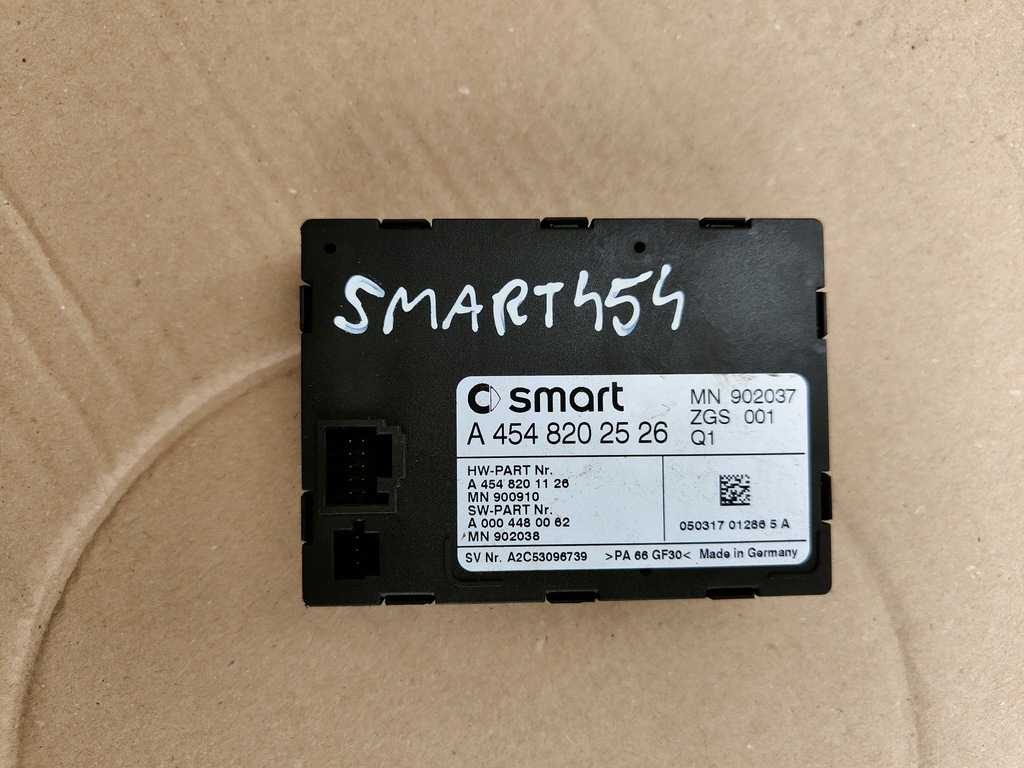 SMART454
smart
A 454 820 25 26
MN 902037
ZGS 001
Q1
HW-PART Nr.
A 454 820 11 26
MN 900910
SW-PART Nr.
A 000 448 00 62
MN 902038
050317 01286 5 A
SV Nr. A2C53096739 >PA 66 GF30< Made in Germany